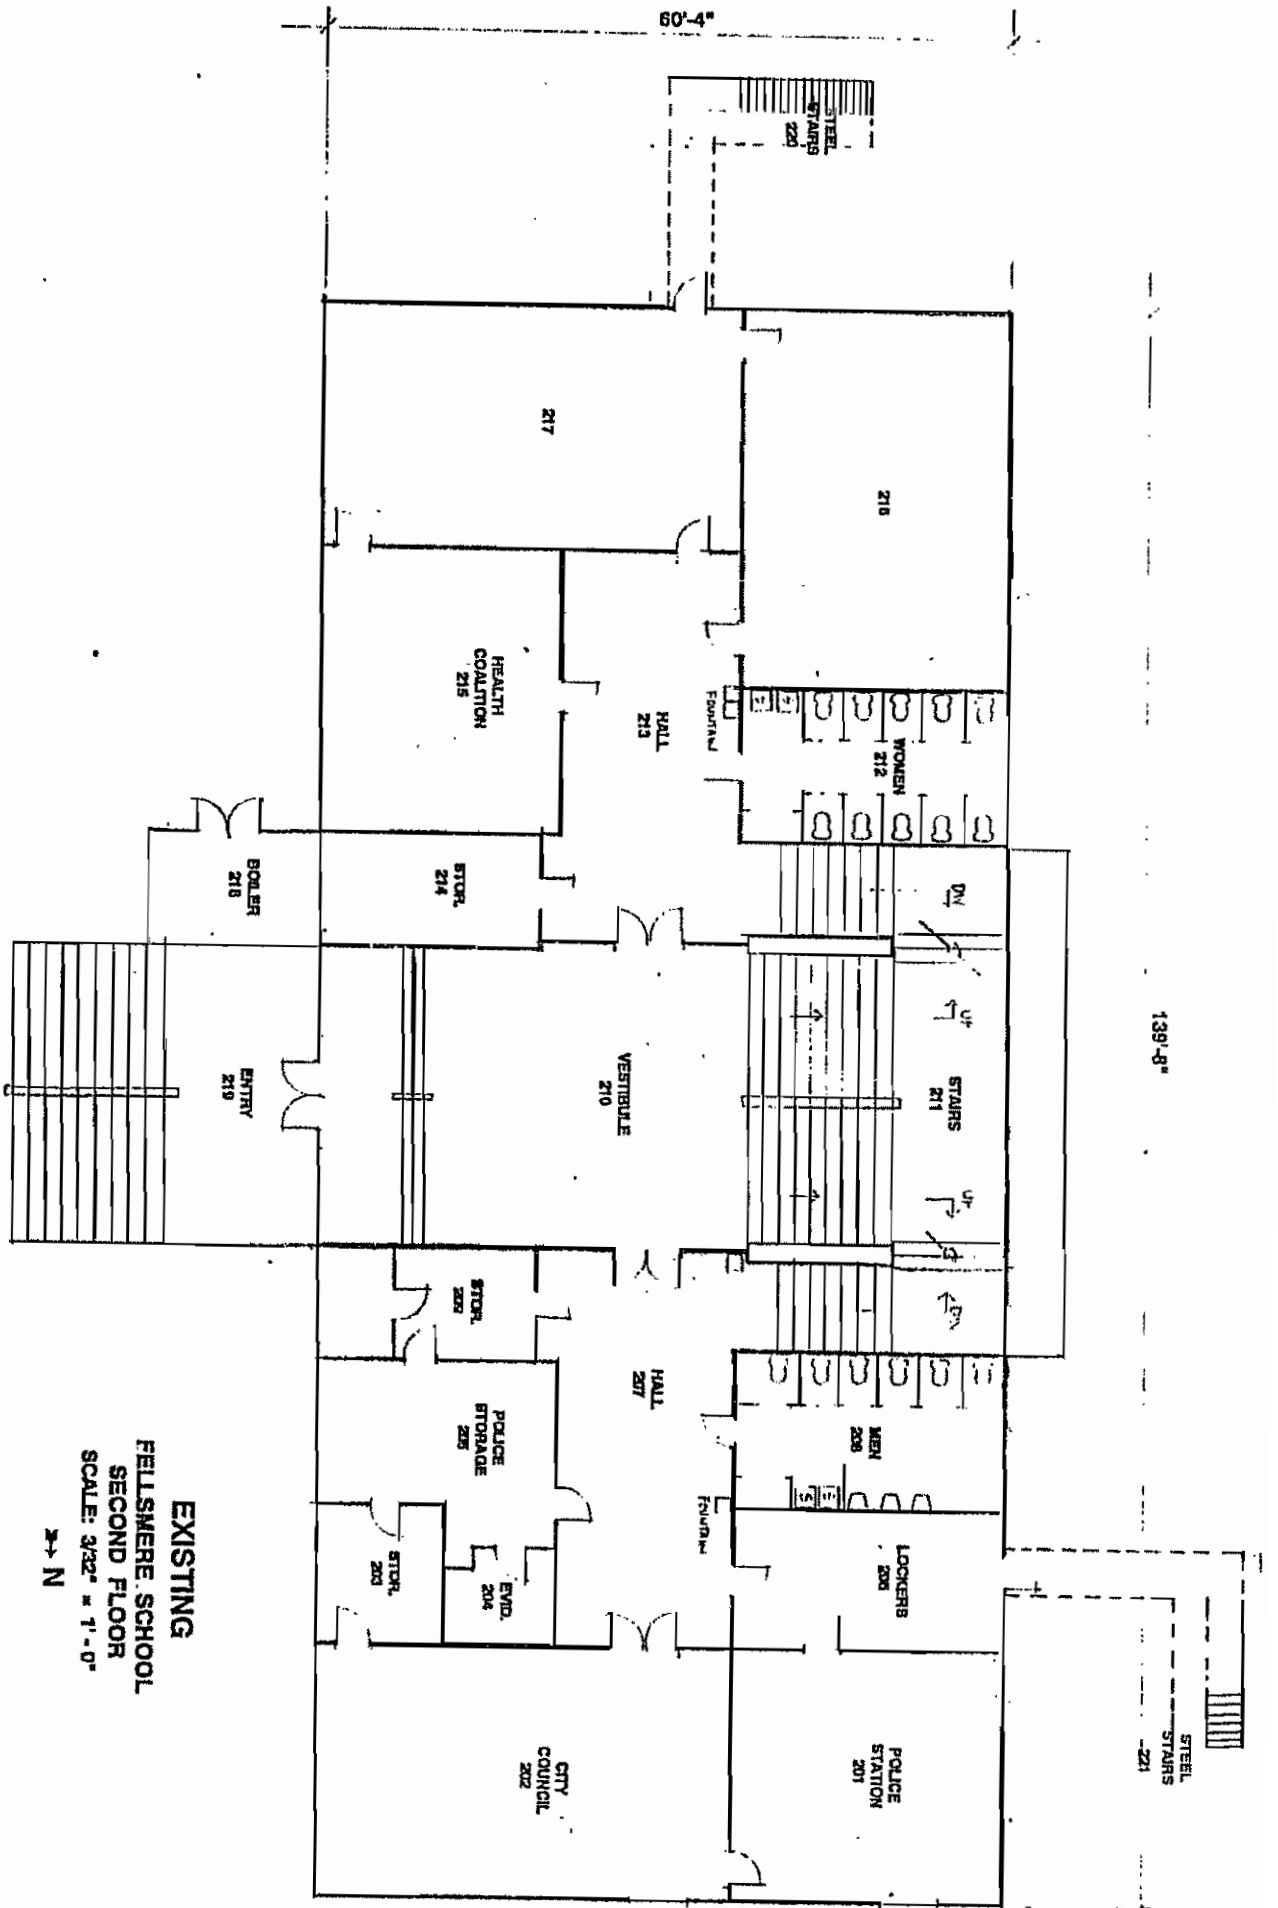 60'-4"
STEEL
STAIRS
220
217
216
HEALTH
COALITION
215
HALL
213
FOUNTAIN
WOMEN
212
BOILER
218
STOR.
214
DN
UP
ENTRY
219
VESTIBULE
210
STAIRS
211
139'-8"
UP
DN
STOR.
209
HALL
207
POLICE
STORAGE
205
MEN
208
FOUNTAIN
STOR.
203
EVID.
204
LOCKERS
206
CITY
COUNCIL
202
POLICE
STATION
201
STEEL
STAIRS
221
EXISTING
FELLSMERE SCHOOL
SECOND FLOOR
SCALE: 3/32" = 1'-0"
N